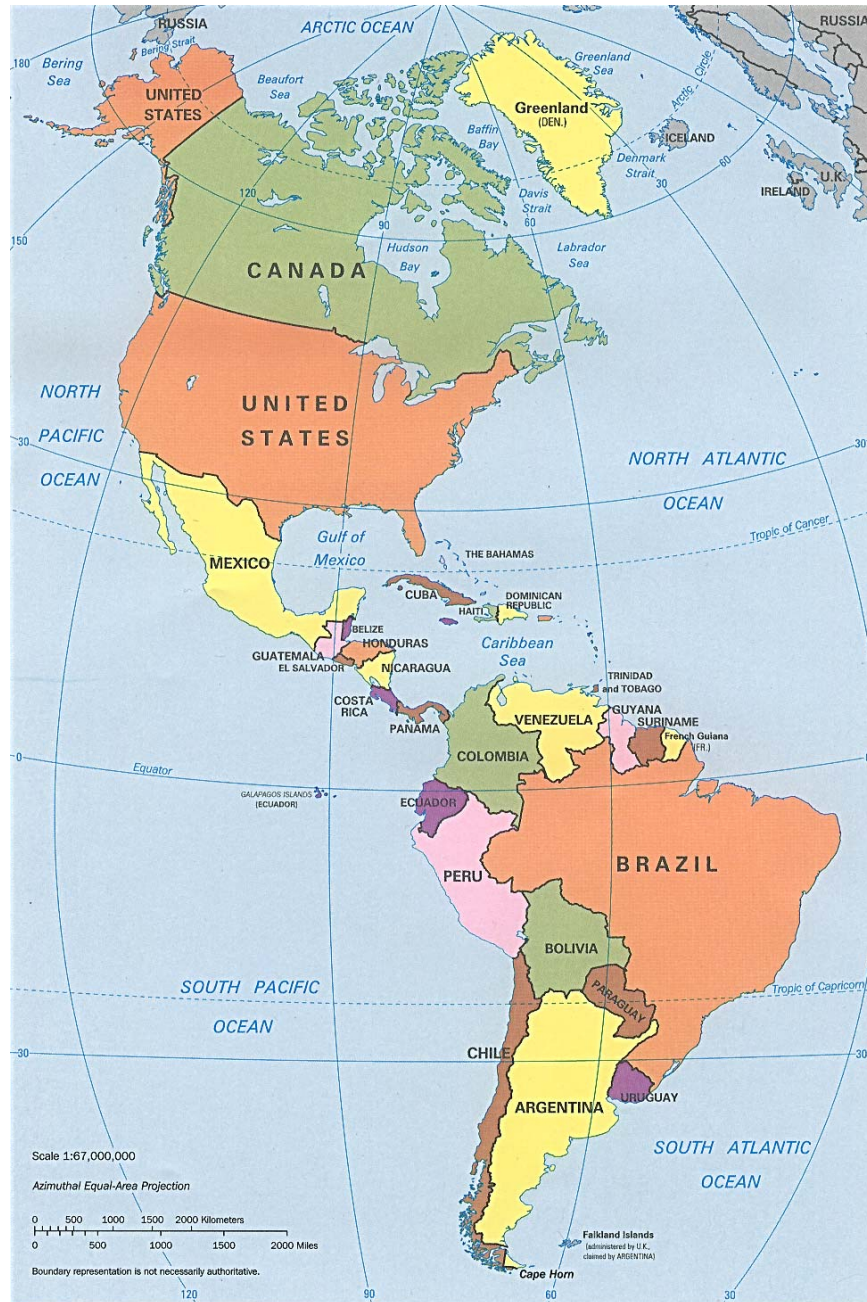 RUSSIA
ARCTIC OCEAN
RUSSIA
Bering Strait
180
Bering
Sea
Beaufort
Sea
Greenland
Sea
UNITED
STATES
Greenland
(DEN.)
Arctic Circle
Baffin
Bay
ICELAND
Denmark
Strait
60
U.K.
IRELAND
30
120
Davis
Strait
90
60
150
Hudson
Bay
Labrador
Sea
CANADA
NORTH
PACIFIC
OCEAN
UNITED
STATES
30
30
NORTH ATLANTIC
OCEAN
Tropic of Cancer
Gulf of
Mexico
THE BAHAMAS
MEXICO
CUBA
DOMINICAN
REPUBLIC
HAITI
BELIZE
HONDURAS
Caribbean
Sea
GUATEMALA
EL SALVADOR
NICARAGUA
TRINIDAD
and TOBAGO
COSTA
RICA
PANAMA
VENEZUELA
GUYANA
SURINAME
French Guiana
(FR.)
COLOMBIA
0
Equator
0
GALAPAGOS ISLANDS
(ECUADOR)
ECUADOR
PERU
BRAZIL
BOLIVIA
SOUTH PACIFIC
OCEAN
PARAGUAY
Tropic of Capricorn
30
CHILE
30
ARGENTINA
URUGUAY
SOUTH ATLANTIC
OCEAN
Scale 1:67,000,000
Azimuthal Equal-Area Projection
0 500 1000 1500 2000 Kilometers
0 500 1000 1500 2000 Miles
Boundary representation is not necessarily authoritative.
Falkland Islands
(administered by U.K.,
claimed by ARGENTINA)
Cape Horn
120
90
60
30